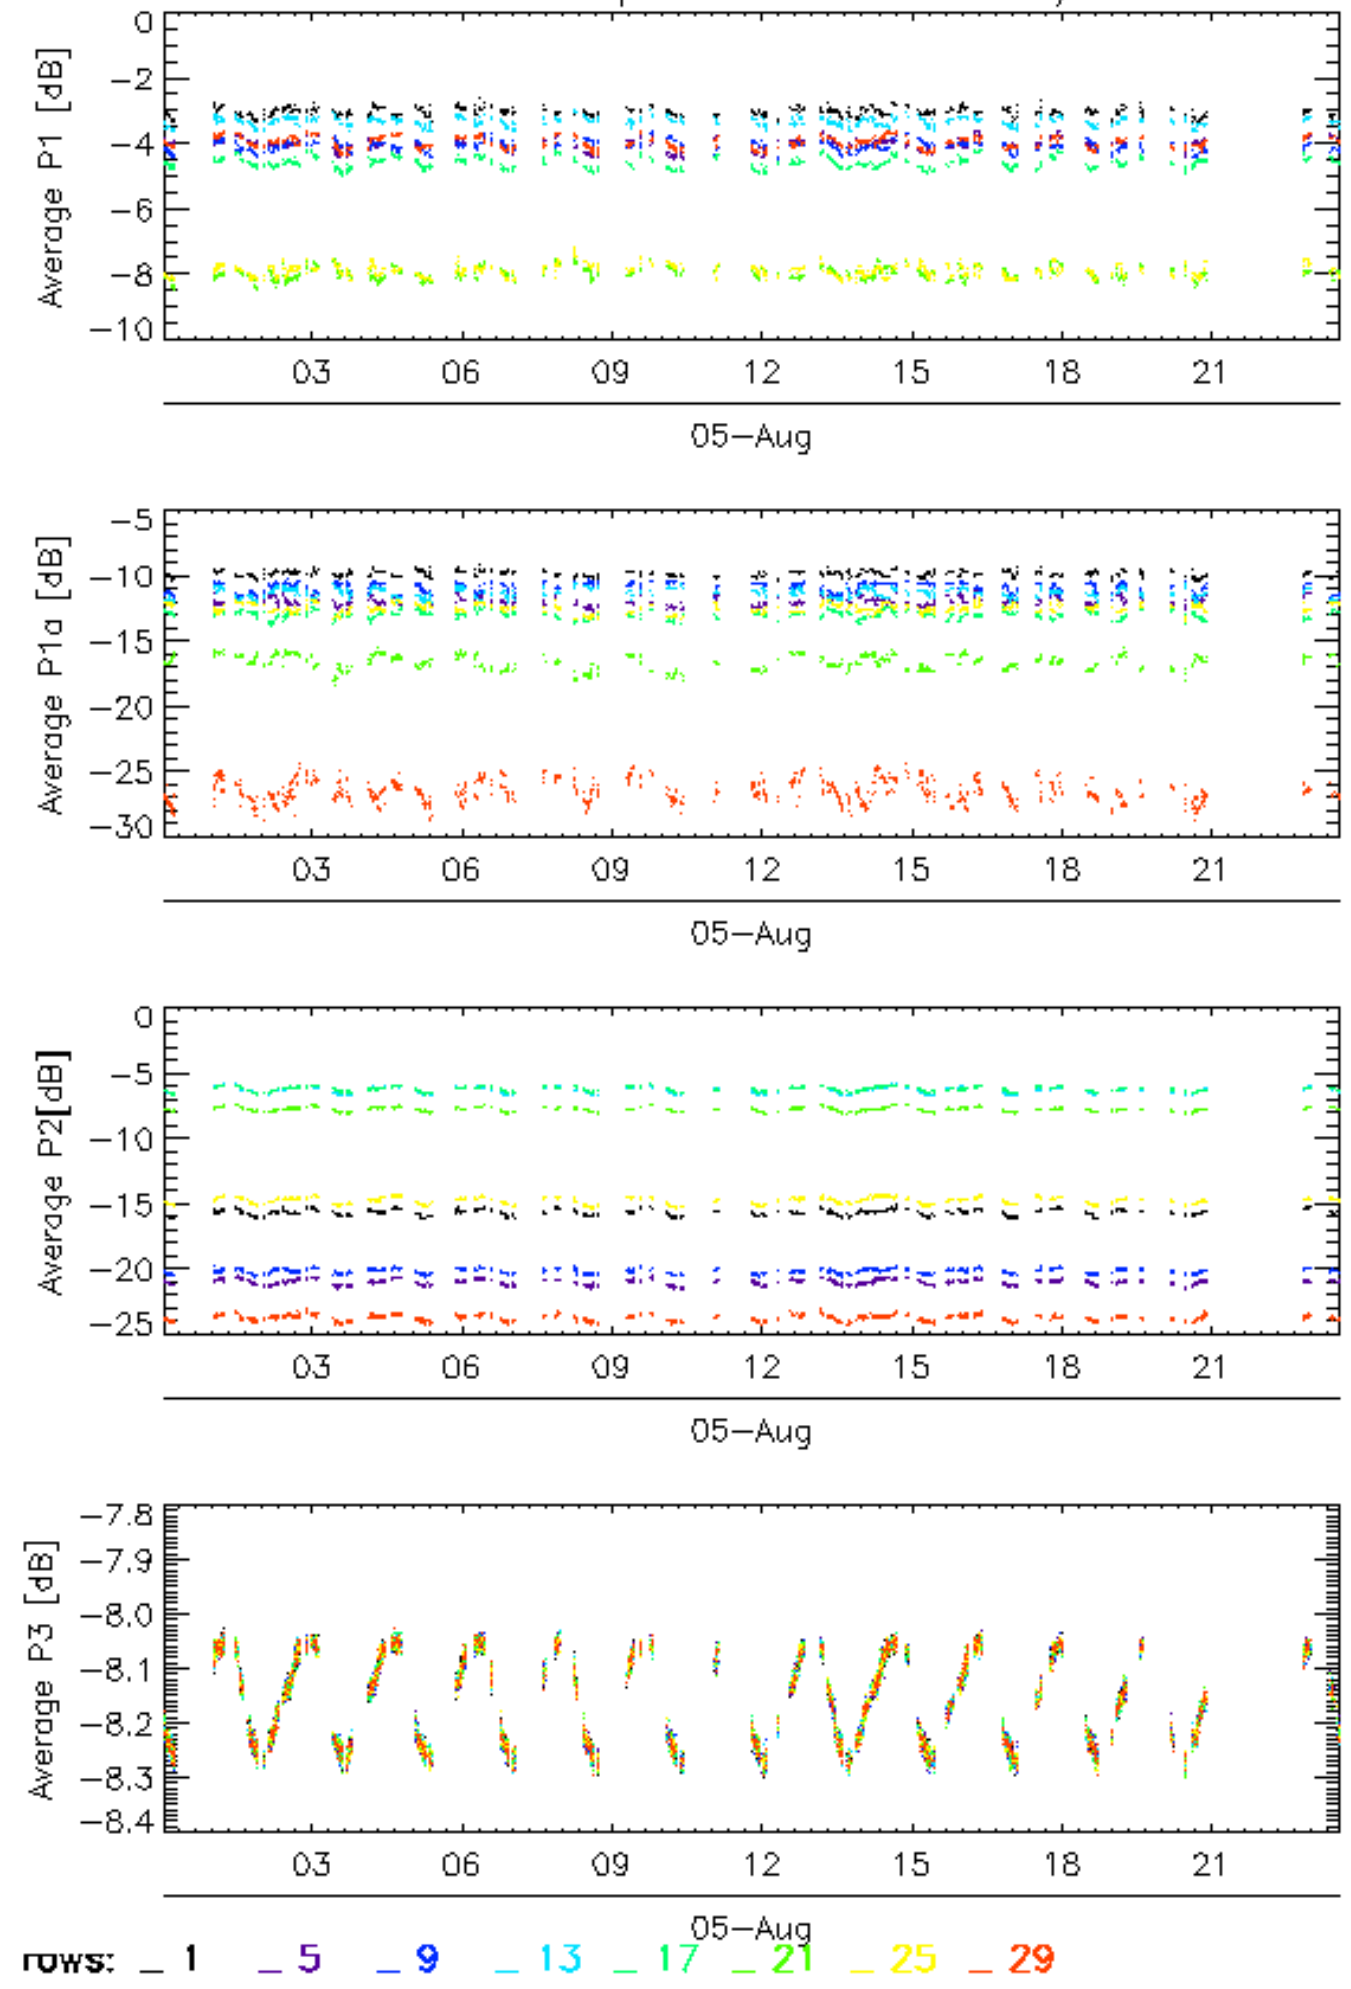 0
−2
−4
−6
−8
−10
Average P1 [dB]
03 06 09 12 15 18 21
05−Aug
−5
−10
−15
−20
−25
−30
Average P1a [dB]
03 06 09 12 15 18 21
05−Aug
0
−5
−10
−15
−20
−25
Average P2[dB]
03 06 09 12 15 18 21
05−Aug
−7.8
−7.9
−8.0
−8.1
−8.2
−8.3
−8.4
Average P3 [dB]
03 06 09 12 15 18 21
05−Aug
rows: _ 1 _ 5 _ 9 _ 13 _ 17 _ 21 _ 25 _ 29